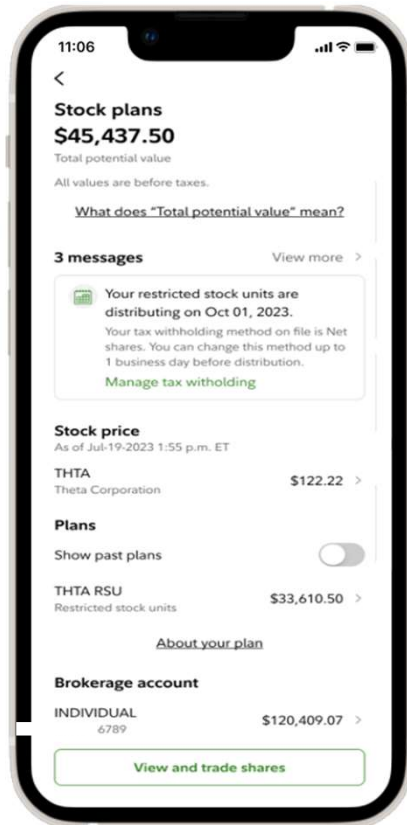 11:06
Stock plans
$45,437.50
Total potential value
All values are before taxes.
What does "Total potential value" mean?
3 messages View more >
Your restricted stock units are
distributing on Oct 01, 2023.
Your tax withholding method on file is Net
shares. You can change this method up to
1 business day before distribution.
Manage tax witholding
Stock price
As of Jul-19-2023 1:55 p.m. ET
THTA
Theta Corporation
$122.22 >
Plans
Show past plans
THTA RSU
Restricted stock units
$33,610.50 >
About your plan
Brokerage account
INDIVIDUAL
6789
$120,409.07 >
View and trade shares